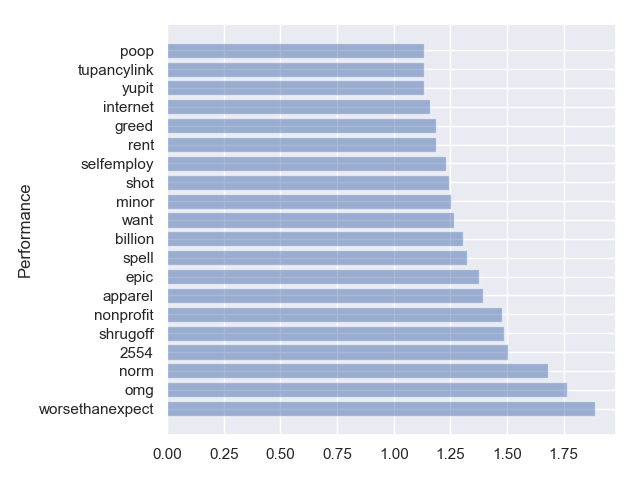 poop
tupancylink
yupit
internet
greed
rent
selfemploy
shot
minor
want
billion
spell
epic
apparel
nonprofit
shrugoff
2554
norm
omg
worsethanexpect
Performance
0.00 0.25 0.50 0.75 1.00 1.25 1.50 1.75